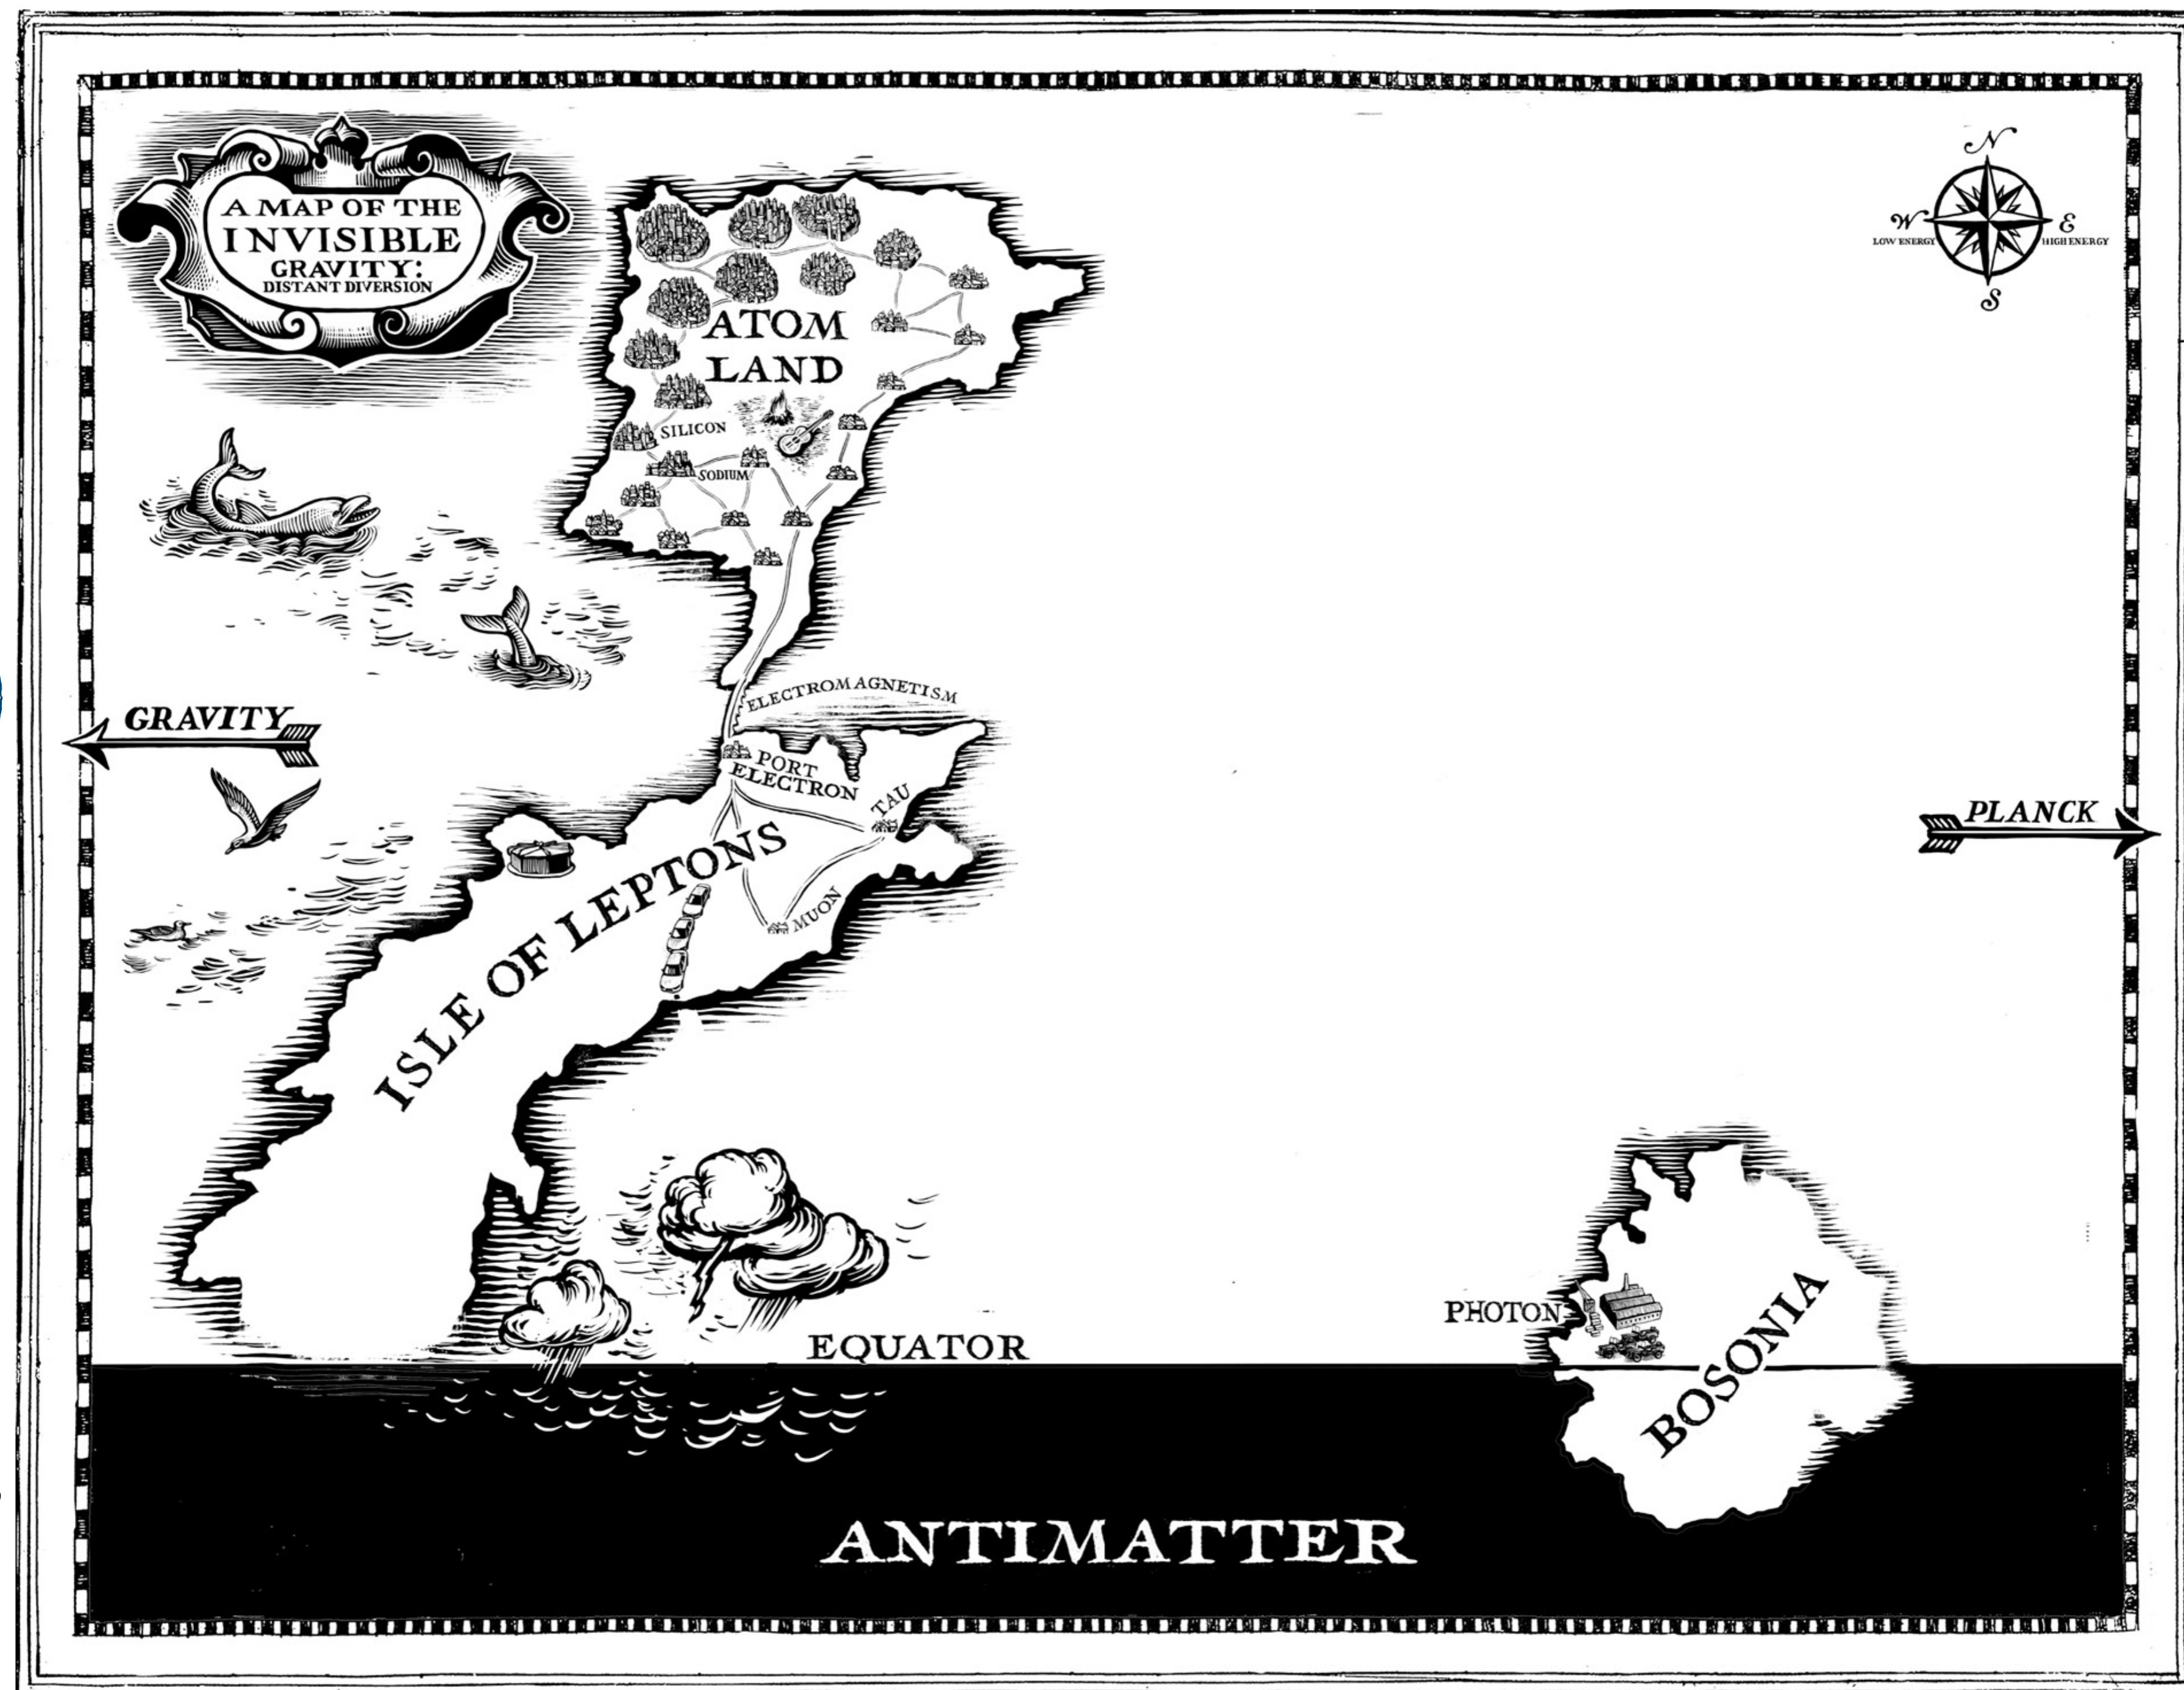 A MAP OF THE
INVISIBLE
GRAVITY:
DISTANT DIVERSION
N
W
E
LOW ENERGY
HIGH ENERGY
S
ATOM
LAND
SILICON
SODIUM
ELECTROMAGNETISM
GRAVITY
PORT
ELECTRON
TAU
PLANCK
ISLE OF LEPTONS
MUON
PHOTON
BOSONIA
EQUATOR
ANTIMATTER